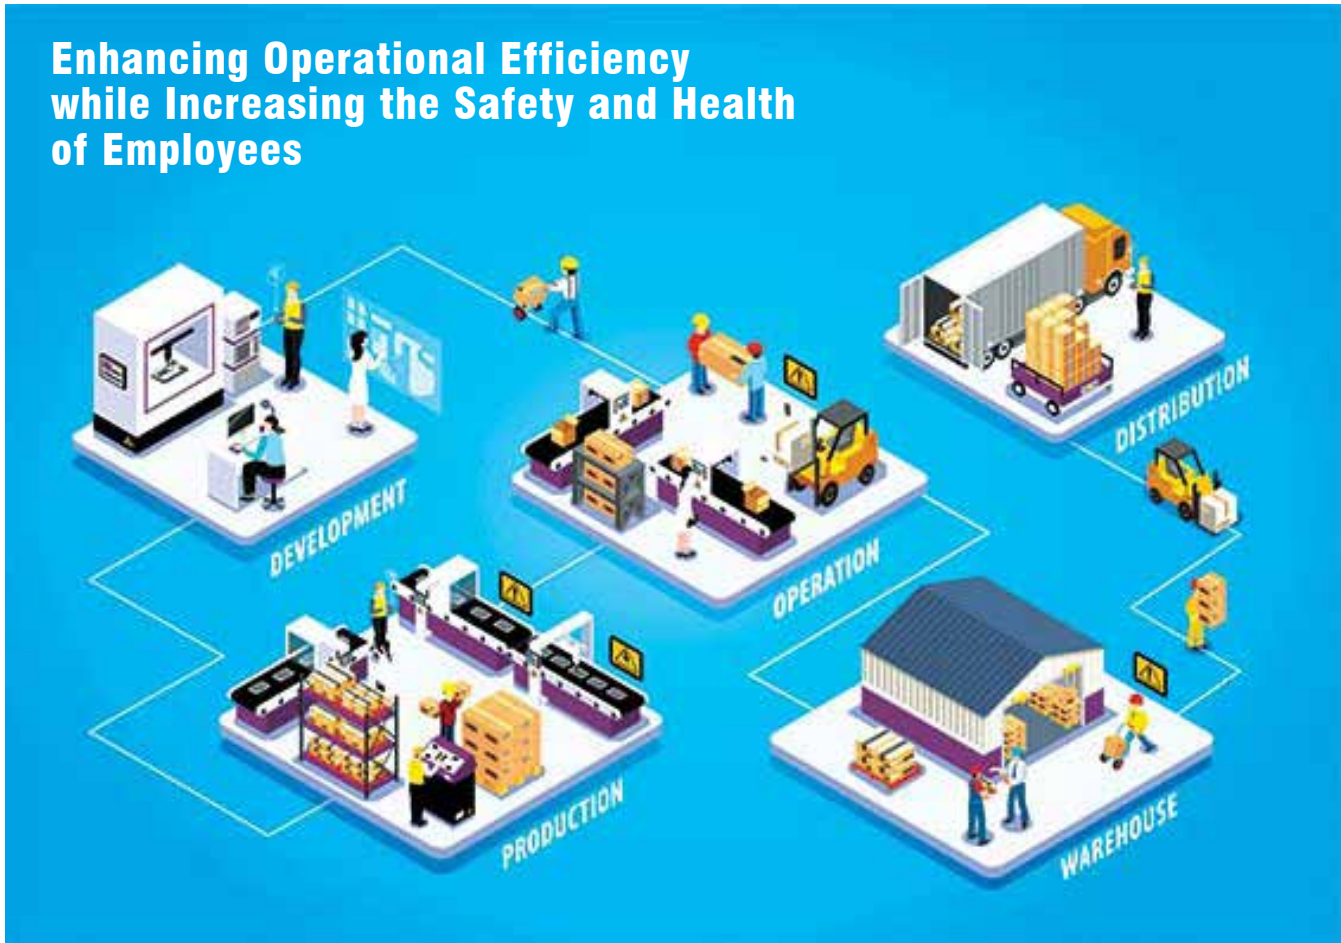 Enhancing Operational Efficiency
while Increasing the Safety and Health
of Employees
DISTRIBUTION
DEVELOPMENT
OPERATION
PRODUCTION
WAREHOUSE